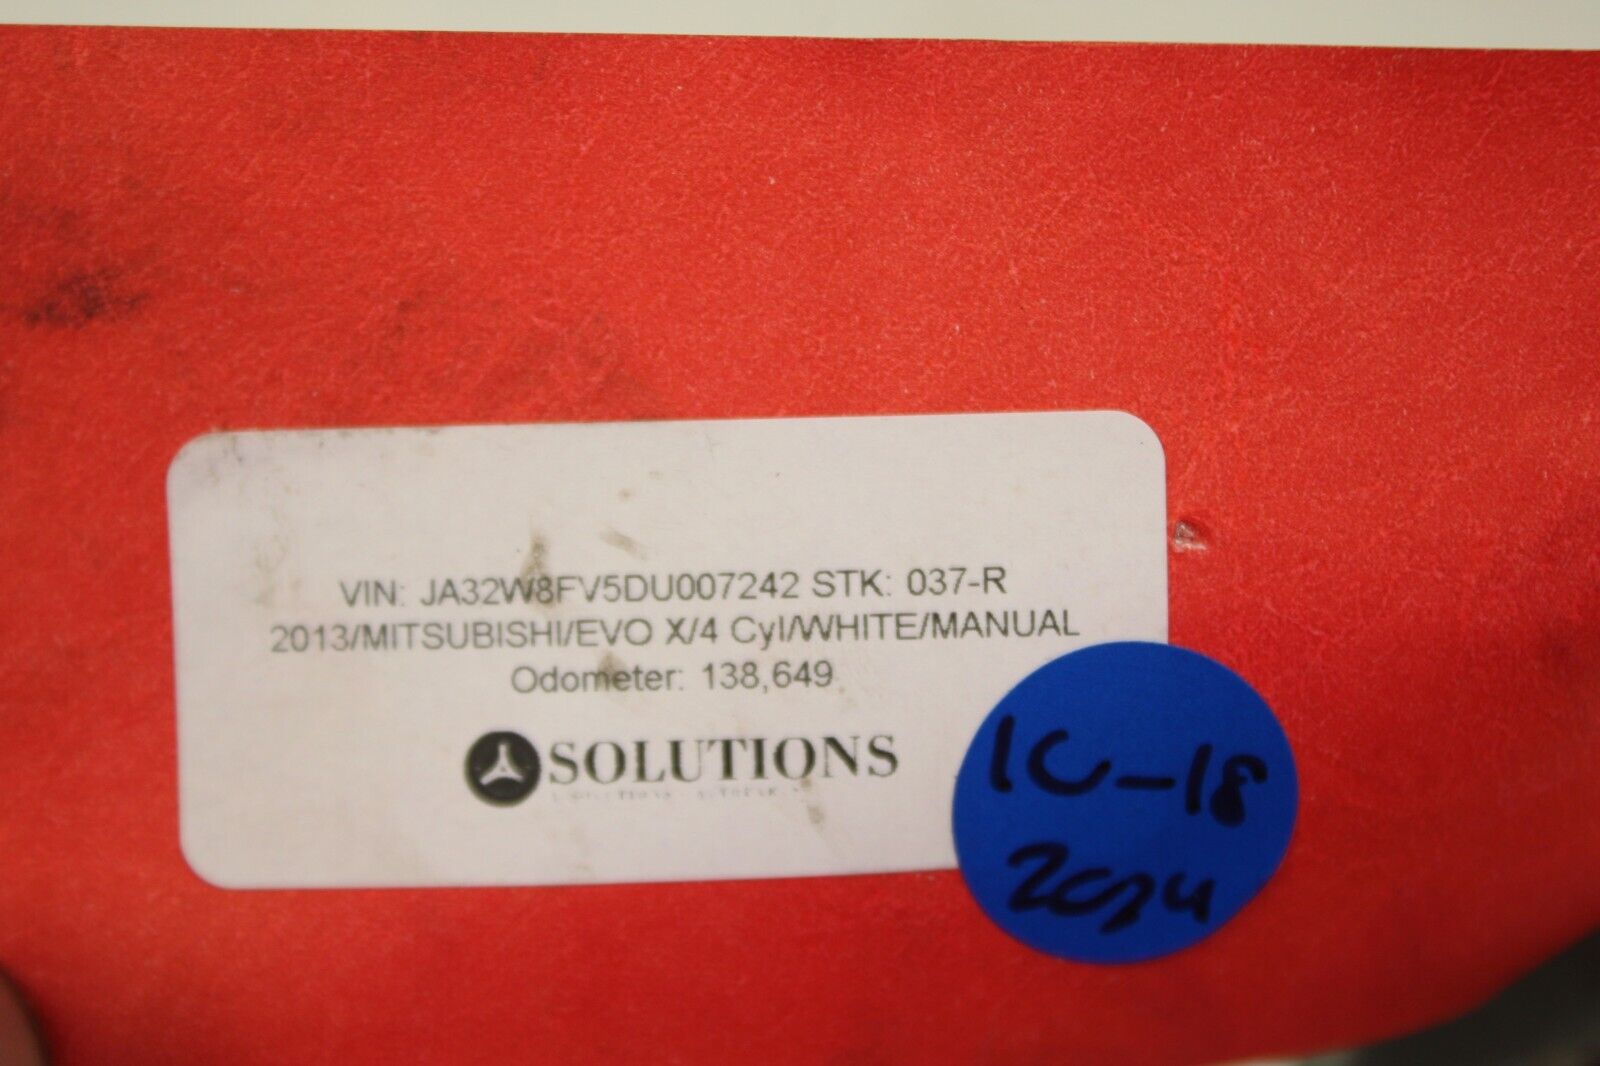 VIN: JA32W8FV5DU007242 STK: 037-R
2013/MITSUBISHI/EVO X/4 Cyl/WHITE/MANUAL
Odometer: 138,649
SOLUTIONS
10-18
2024